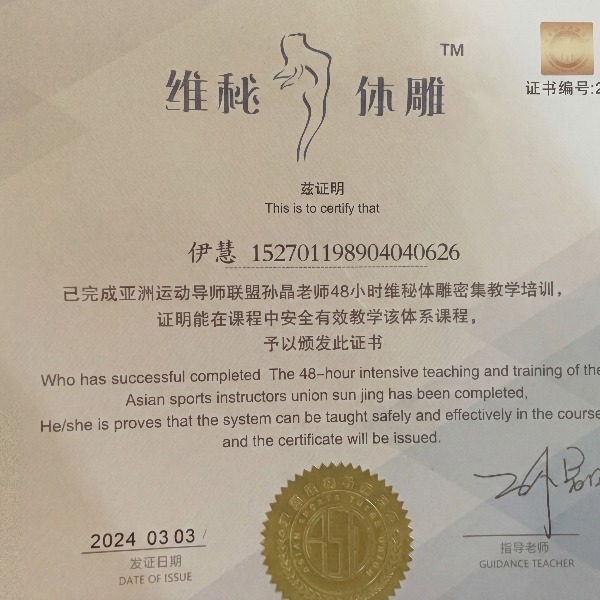 维秘 体雕 TM
证书编号:2
兹证明
This is to certify that
伊慧 152701198904040626
已完成亚洲运动导师联盟孙晶老师48小时维秘体雕密集教学培训，
证明能在课程中安全有效教学该体系课程。
予以颁发此证书
Who has successful completed The 48-hour intensive teaching and training of the
Asian sports instructors union sun jing has been completed,
He/she is proves that the system can be taught safely and effectively in the course
and the certificate will be issued.
2024 03 03
发证日期
DATE OF ISSUE
指导老师
GUIDANCE TEACHER